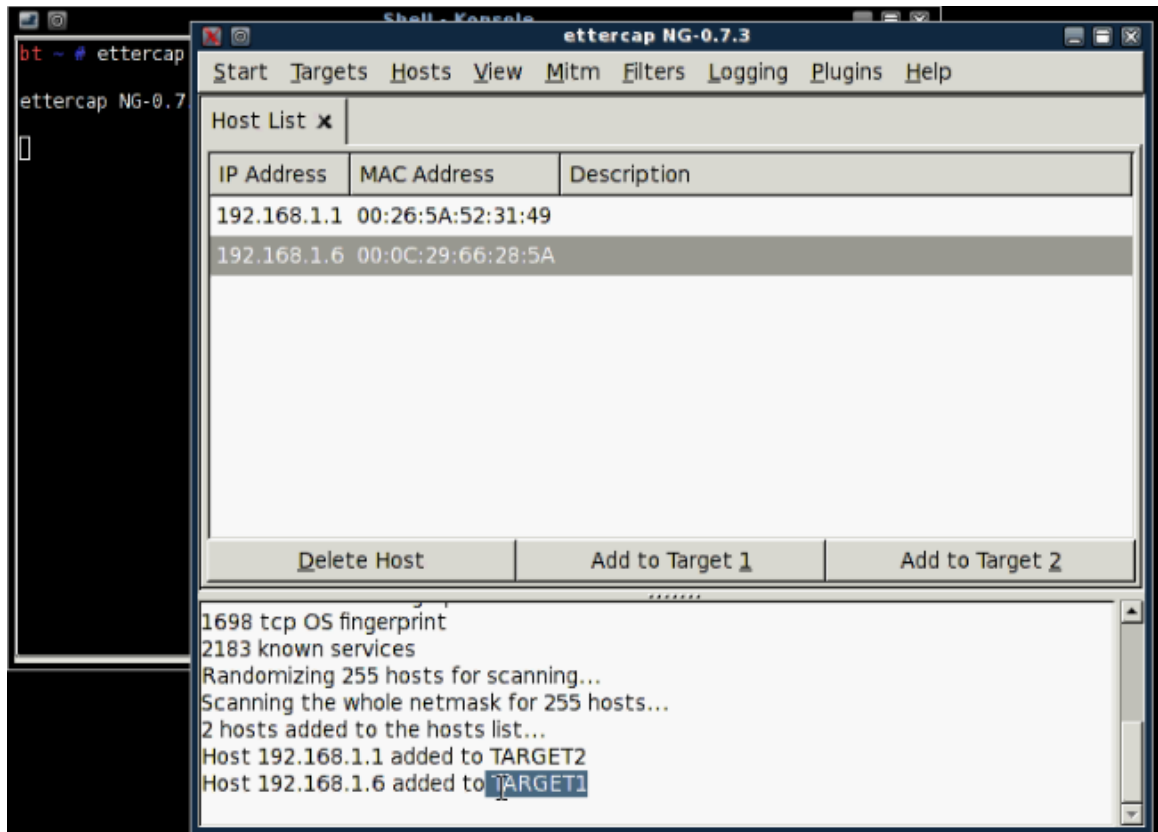 Shell - Konsole
bt ~ # ettercap
ettercap NG-0.7
ettercap NG-0.7.3
Start Targets Hosts View Mitm Filters Logging Plugins Help
Host List x
IP Address MAC Address Description
192.168.1.1 00:26:5A:52:31:49
192.168.1.6 00:0C:29:66:28:5A
Delete Host Add to Target 1 Add to Target 2
1698 tcp OS fingerprint
2183 known services
Randomizing 255 hosts for scanning...
Scanning the whole netmask for 255 hosts...
2 hosts added to the hosts list...
Host 192.168.1.1 added to TARGET2
Host 192.168.1.6 added to TARGET1